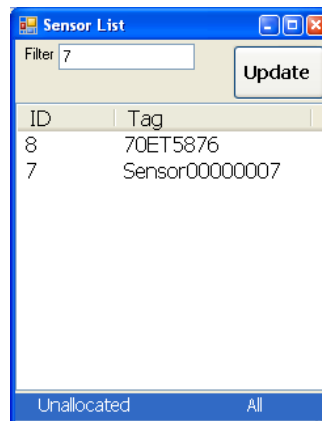 Sensor List
Filter 7
Update
ID Tag
8 70ET5876
7 Sensor00000007
Unallocated All